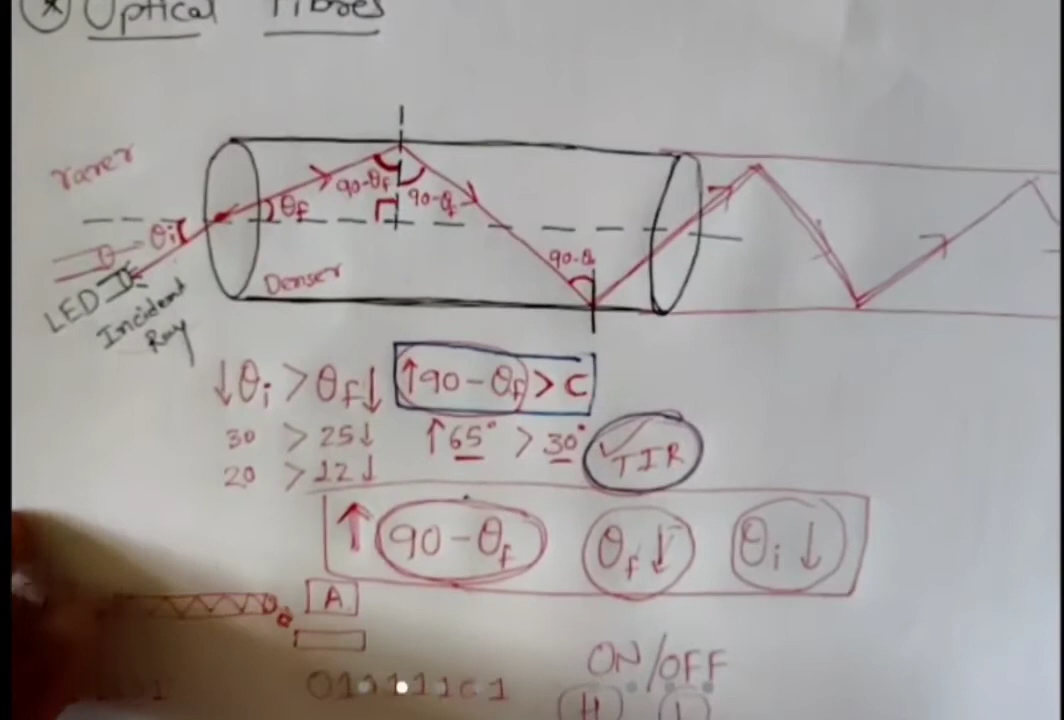 * Optical Fibres
rarer
θi
θf
90-θf
90-θf
90-θ
Denser
LED
Incident
Ray
↓θi > θf↓ ↑90-θf > C
30 > 25↓ ↑65° > 30° ✓TIR
20 > 12↓
↑ 90-θf θf↓ θi↓
A
ON/OFF
H L